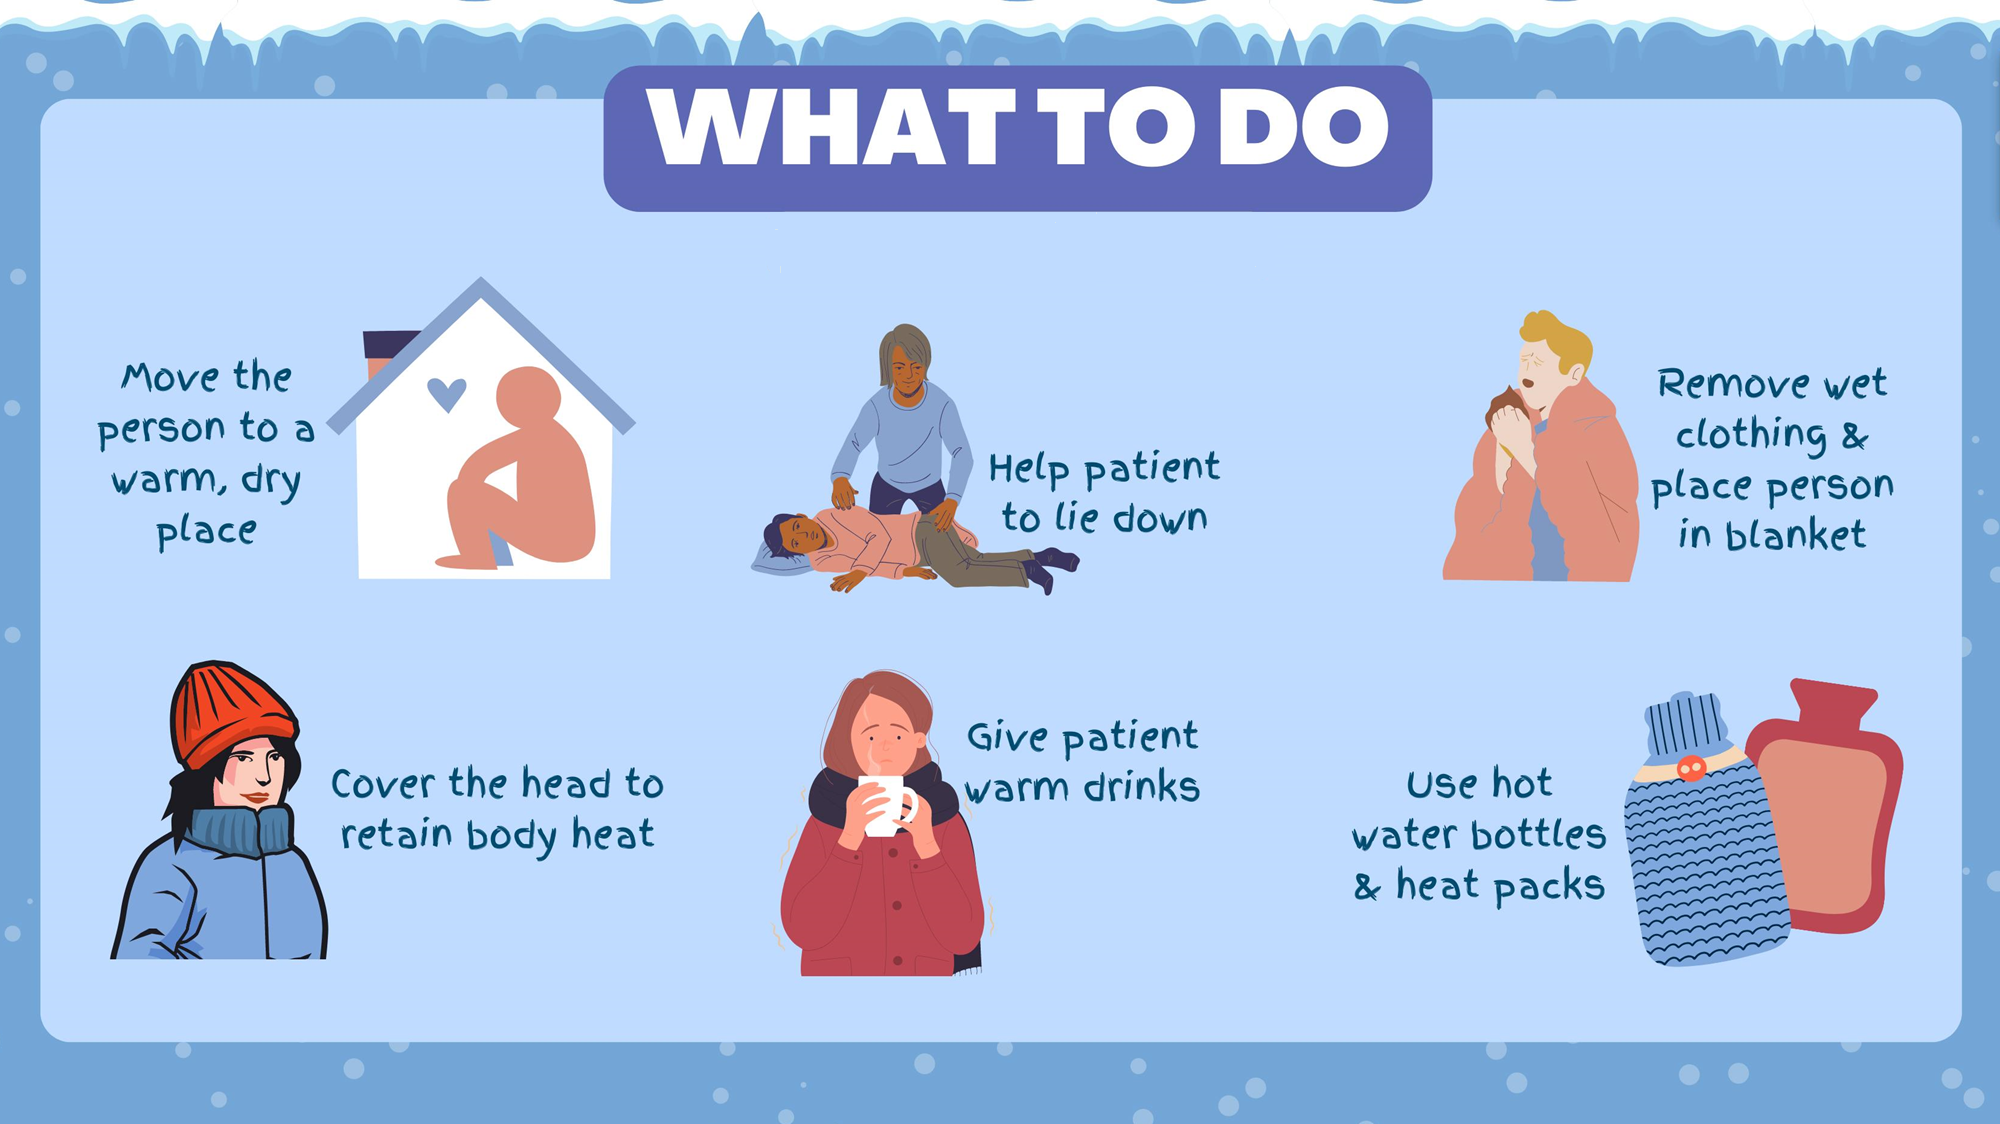 WHAT TO DO
Move the
person to a
warm, dry
place
Help patient
to lie down
Remove wet
clothing &
place person
in blanket
Cover the head to
retain body heat
Give patient
warm drinks
Use hot
water bottles
& heat packs